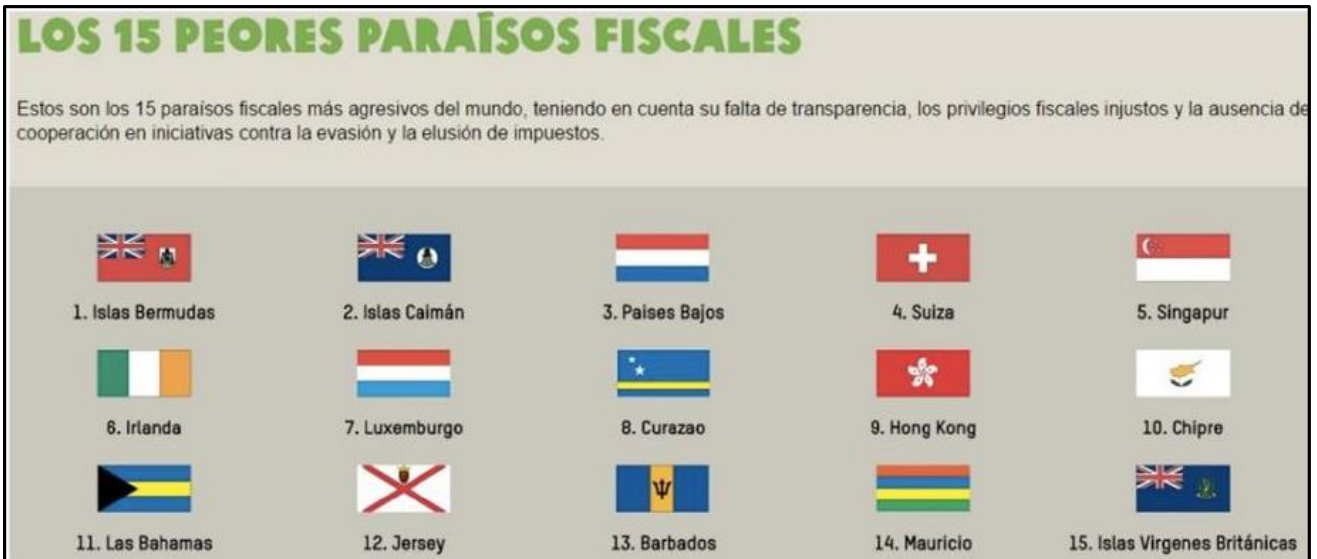 LOS 15 PEORES PARAÍSOS FISCALES
Estos son los 15 paraísos fiscales más agresivos del mundo, teniendo en cuenta su falta de transparencia, los privilegios fiscales injustos y la ausencia de
cooperación en iniciativas contra la evasión y la elusión de impuestos.
1. Islas Bermudas 2. Islas Caimán 3. Paises Bajos 4. Suiza 5. Singapur
6. Irlanda 7. Luxemburgo 8. Curazao 9. Hong Kong 10. Chipre
11. Las Bahamas 12. Jersey 13. Barbados 14. Mauricio 15. Islas Virgenes Británicas